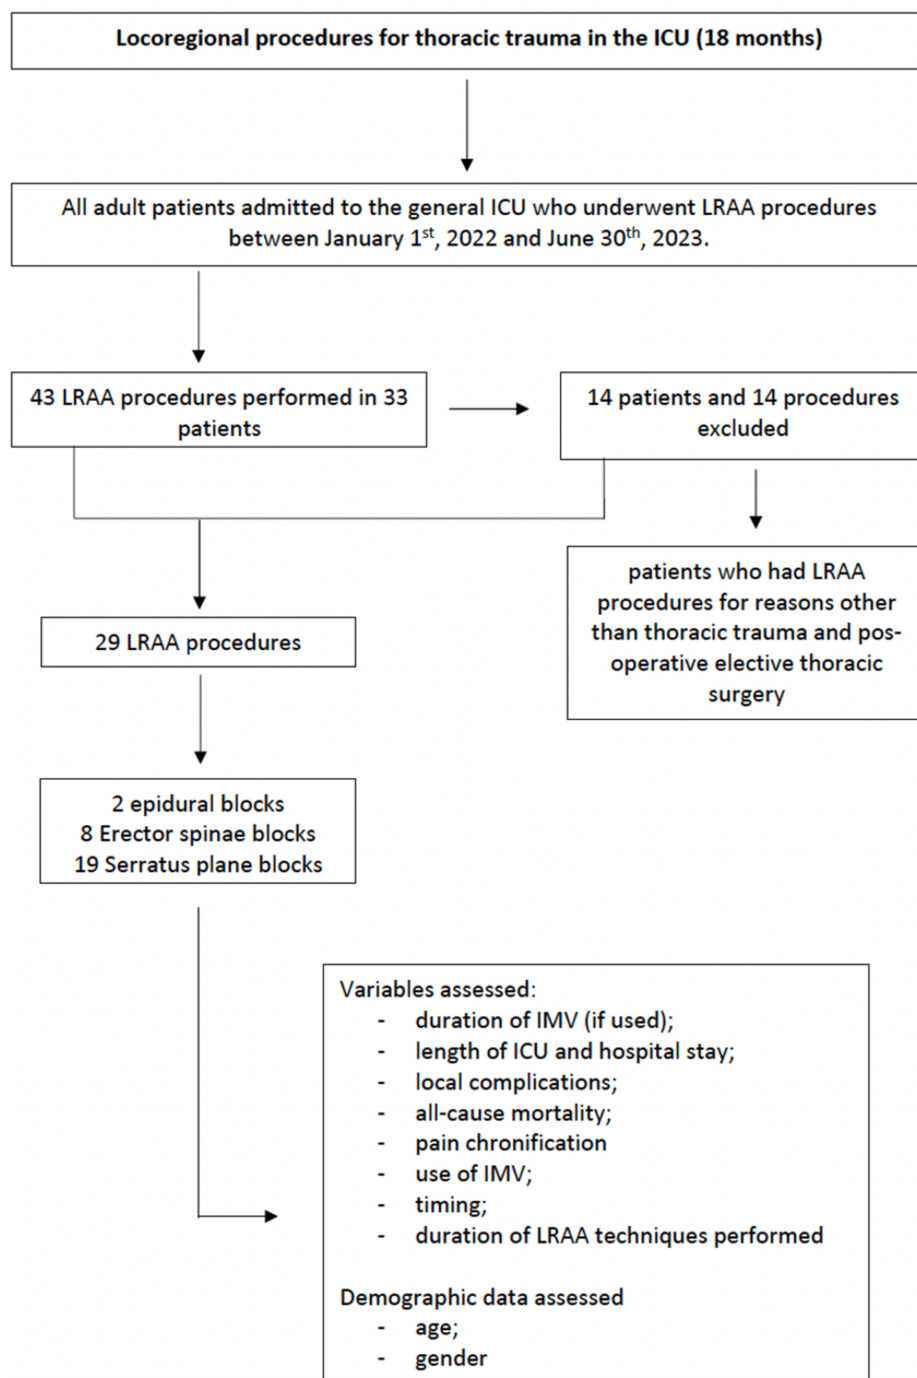 Locoregional procedures for thoracic trauma in the ICU (18 months)
All adult patients admitted to the general ICU who underwent LRAA procedures
between January 1st, 2022 and June 30th, 2023.
43 LRAA procedures performed in 33
patients
14 patients and 14 procedures
excluded
patients who had LRAA
procedures for reasons other
than thoracic trauma and pos-
operative elective thoracic
surgery
29 LRAA procedures
2 epidural blocks
8 Erector spinae blocks
19 Serratus plane blocks
Variables assessed:
- duration of IMV (if used);
- length of ICU and hospital stay;
- local complications;
- all-cause mortality;
- pain chronification
- use of IMV;
- timing;
- duration of LRAA techniques performed
Demographic data assessed
- age;
- gender